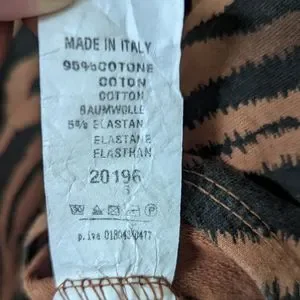 MADE IN ITALY
95%COTONE
COTON
COTTON
BAUMWOLLE
5% ELASTAN
ELASTANE
ELASTHAN
20196